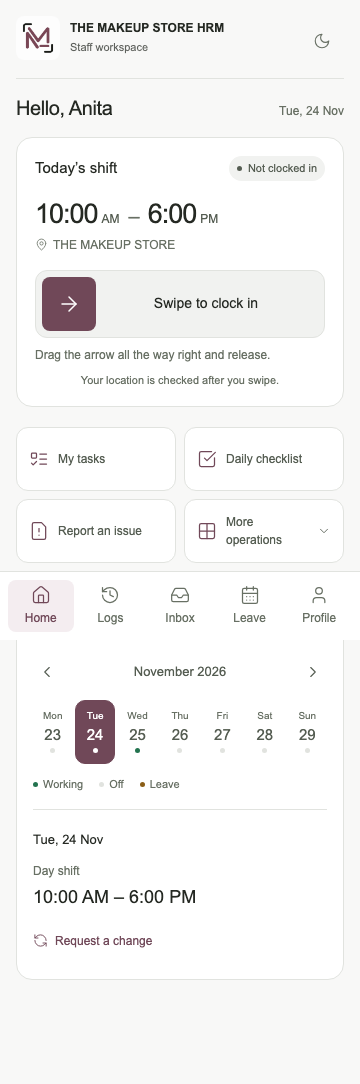 THE MAKEUP STORE HRM
Staff workspace
Hello, Anita
Tue, 24 Nov
Today's shift
Not clocked in
10:00 AM – 6:00 PM
THE MAKEUP STORE
Swipe to clock in
Drag the arrow all the way right and release.
Your location is checked after you swipe.
My tasks
Daily checklist
Report an issue
More
operations
Home
Logs
Inbox
Leave
Profile
November 2026
Mon Tue Wed Thu Fri Sat Sun
23 24 25 26 27 28 29
Working
Off
Leave
Tue, 24 Nov
Day shift
10:00 AM – 6:00 PM
Request a change